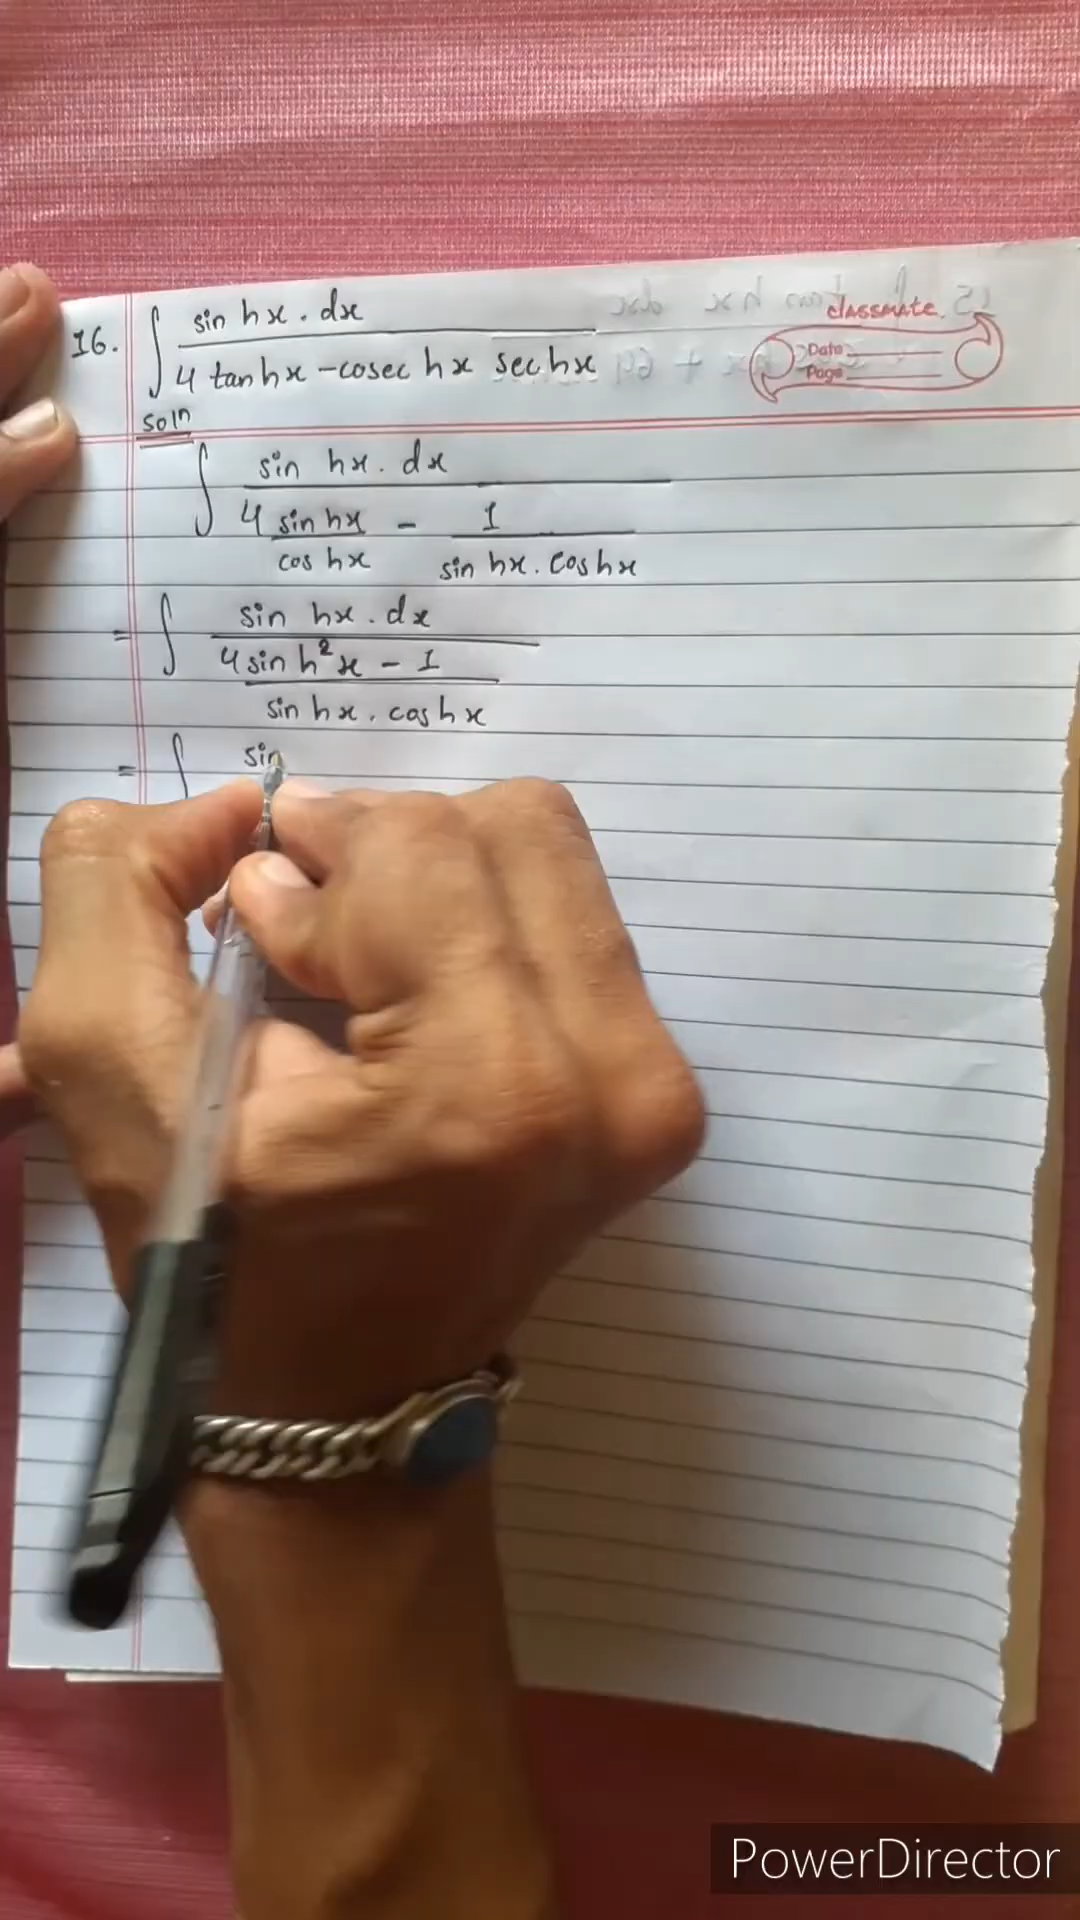 16. ∫ sin hx . dx
4 tan hx - cosec hx sec hx
classmate
Date
Page
Soln
∫ sin hx . dx
4 sin hx - 1
cos hx sin hx . cos hx
= ∫ sin hx . dx
4 sin h²x - 1
sin hx . cos hx
= ∫ sin
PowerDirector